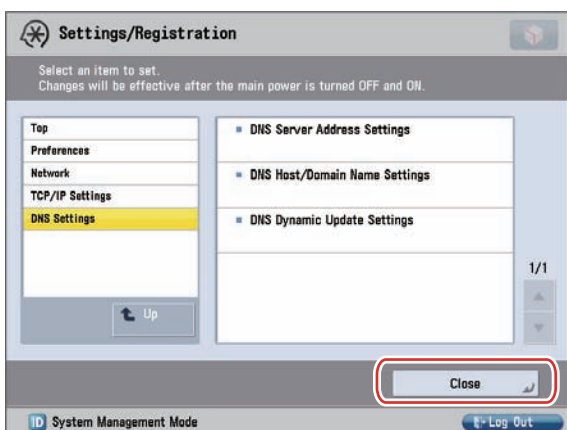 Settings/Registration
Select an item to set.
Changes will be effective after the main power is turned OFF and ON.
Top
Preferences
Network
TCP/IP Settings
DNS Settings
Up
DNS Server Address Settings
DNS Host/Domain Name Settings
DNS Dynamic Update Settings
1/1
Close
ID System Management Mode
Log Out